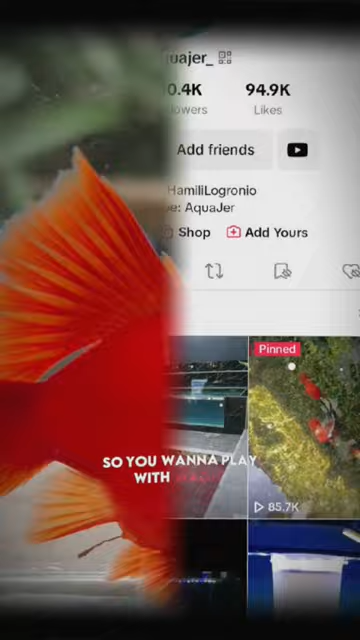 uajer_
0.4K
94.9K
lowers
Likes
Add friends
HamiliLogronio
e: AquaJer
Shop
Add Yours
Pinned
SO YOU WANNA PLAY
WITH
85.7K